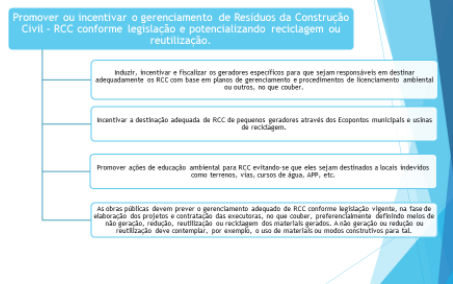 Promover ou incentivar o gerenciamento de Resíduos da Construção
Civil - RCC conforme legislação e potencializando reciclagem ou
reutilização.
Induzir, incentivar e fiscalizar os geradores específicos para que sejam responsáveis em destinar
adequadamente os RCC com base em planos de gerenciamento e procedimentos de licenciamento ambiental
ou outros, no que couber.
Incentivar a destinação adequada de RCC de pequenos geradores através dos Ecopontos municipais e usinas
de reciclagem.
Promover ações de educação ambiental para RCC evitando-se que eles sejam destinados a locais indevidos
como terrenos, vias, cursos de água, APP, etc.
As obras públicas devem prever o gerenciamento adequado de RCC conforme legislação vigente, na fase de
elaboração dos projetos e contratação das executoras, no que couber, preferencialmente definindo meios de
não geração, redução, reutilização ou reciclagem dos materiais gerados. A não geração ou redução ou
reutilização deve contemplar, por exemplo, o uso de materiais ou modos construtivos para tal.